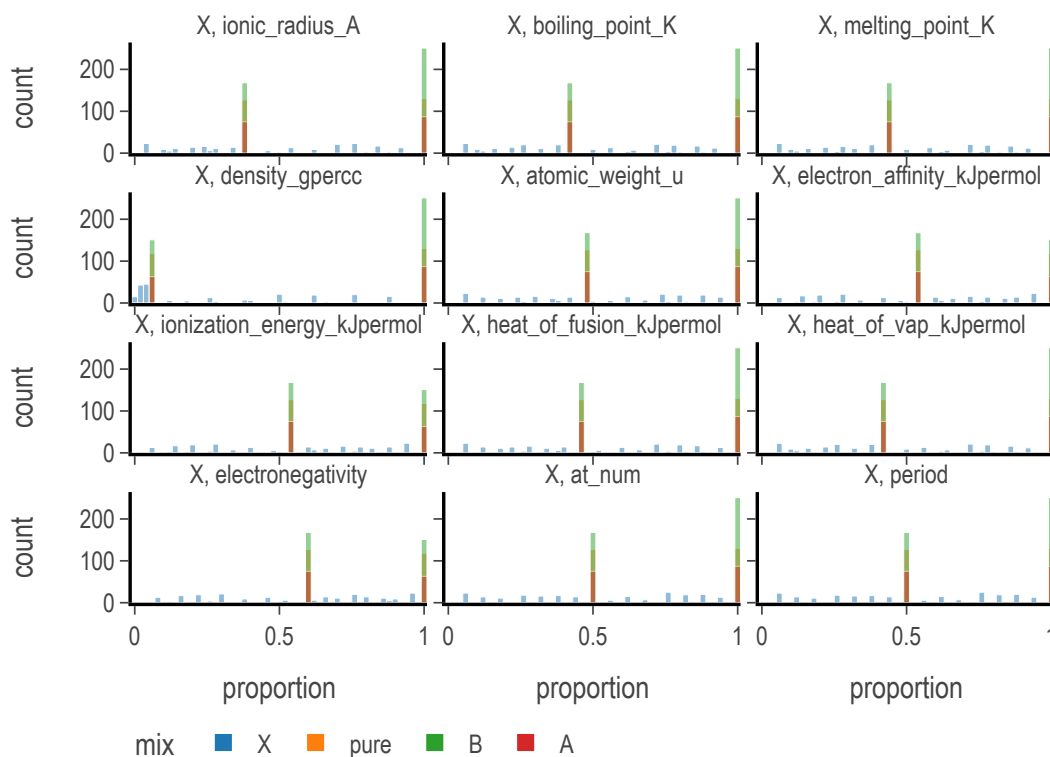 X, ionic_radius_A X, boiling_point_K X, melting_point_K
count
200
100
0
X, density_gpercc X, atomic_weight_u X, electron_affinity_kJpermol
count
200
100
0
X, ionization_energy_kJpermol X, heat_of_fusion_kJpermol X, heat_of_vap_kJpermol
count
200
100
0
X, electronegativity X, at_num X, period
count
200
100
0
0 0.5 1 0 0.5 1 0 0.5
proportion proportion proportion
mix X pure B A